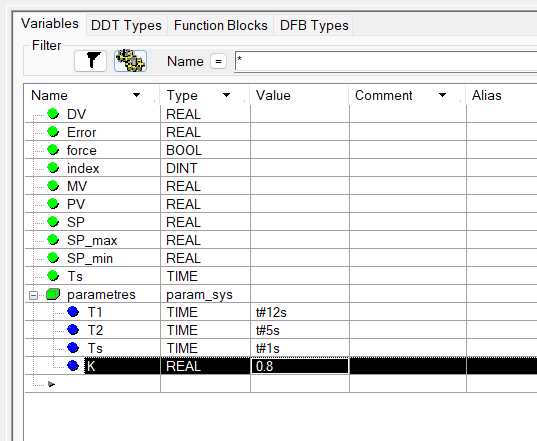 Variables DDT Types Function Blocks DFB Types
Filter
Name = *
Name Type Value Comment Alias
DV REAL
Error REAL
force BOOL
index DINT
MV REAL
PV REAL
SP REAL
SP_max REAL
SP_min REAL
Ts TIME
parametres param_sys
T1 TIME t#12s
T2 TIME t#5s
Ts TIME t#1s
K REAL 0.8